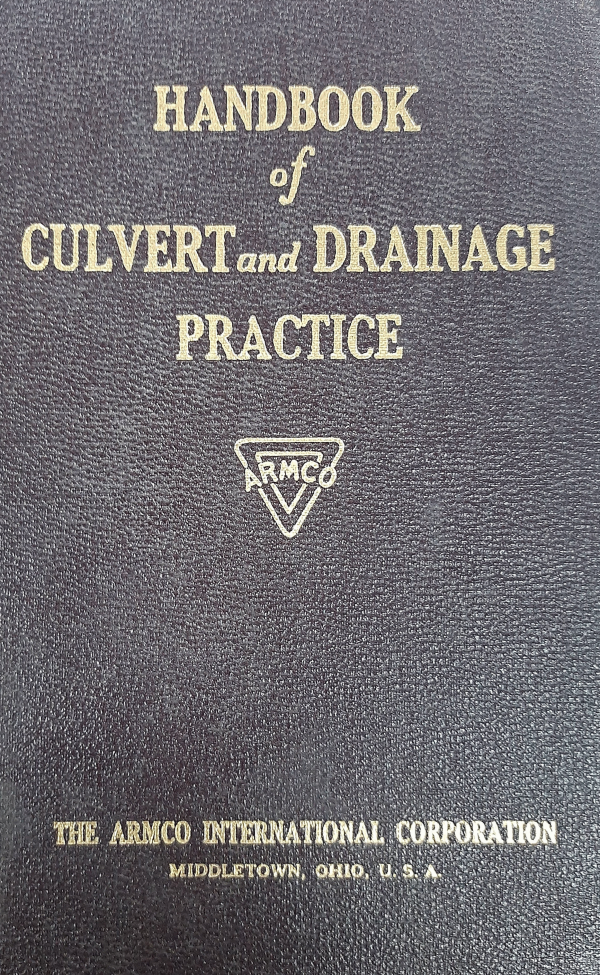 HANDBOOK
of
CULVERT and DRAINAGE
PRACTICE
ARMCO
THE ARMCO INTERNATIONAL CORPORATION
MIDDLETOWN, OHIO, U. S. A.